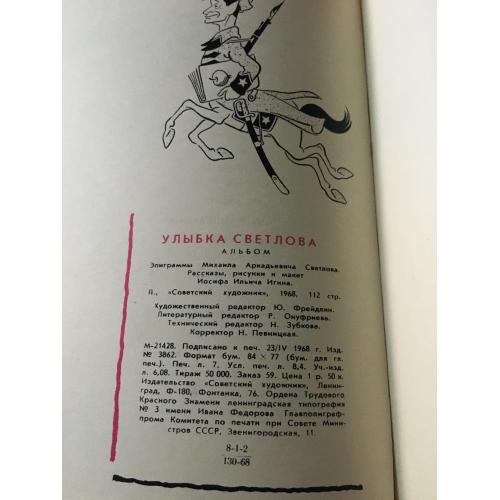 УЛЫБКА СВЕТЛОВА
АЛЬБОМ
Эпиграммы Михаила Аркадьевича Светлова.
Рассказы, рисунки и макет
Иосифа Ильича Игина.
Л., «Советский художник», 1968, 112 стр.
Художественный редактор Ю. Фрейдлин.
Литературный редактор Р. Онуфриева.
Технический редактор Н. Зубкова.
Корректор Н. Певницкая.
М-21428. Подписано к печ. 23/IV 1968 г. Изд.
№ 3862. Формат бум. 84 × 77 (бум. для гл.
печ.). Печ. л. 7. Усл. печ. л. 8,4. Уч.-изд.
л. 6,08. Тираж 50 000. Заказ 59. Цена 1 р. 50 к.
Издательство «Советский художник», Ленин-
град, Ф-180, Фонтанка, 76. Ордена Трудового
Красного Знамени ленинградская типография
№ 3 имени Ивана Федорова Главполиграф-
прома Комитета по печати при Совете Мини-
стров СССР, Звенигородская, 11.
8-1-2
130-68